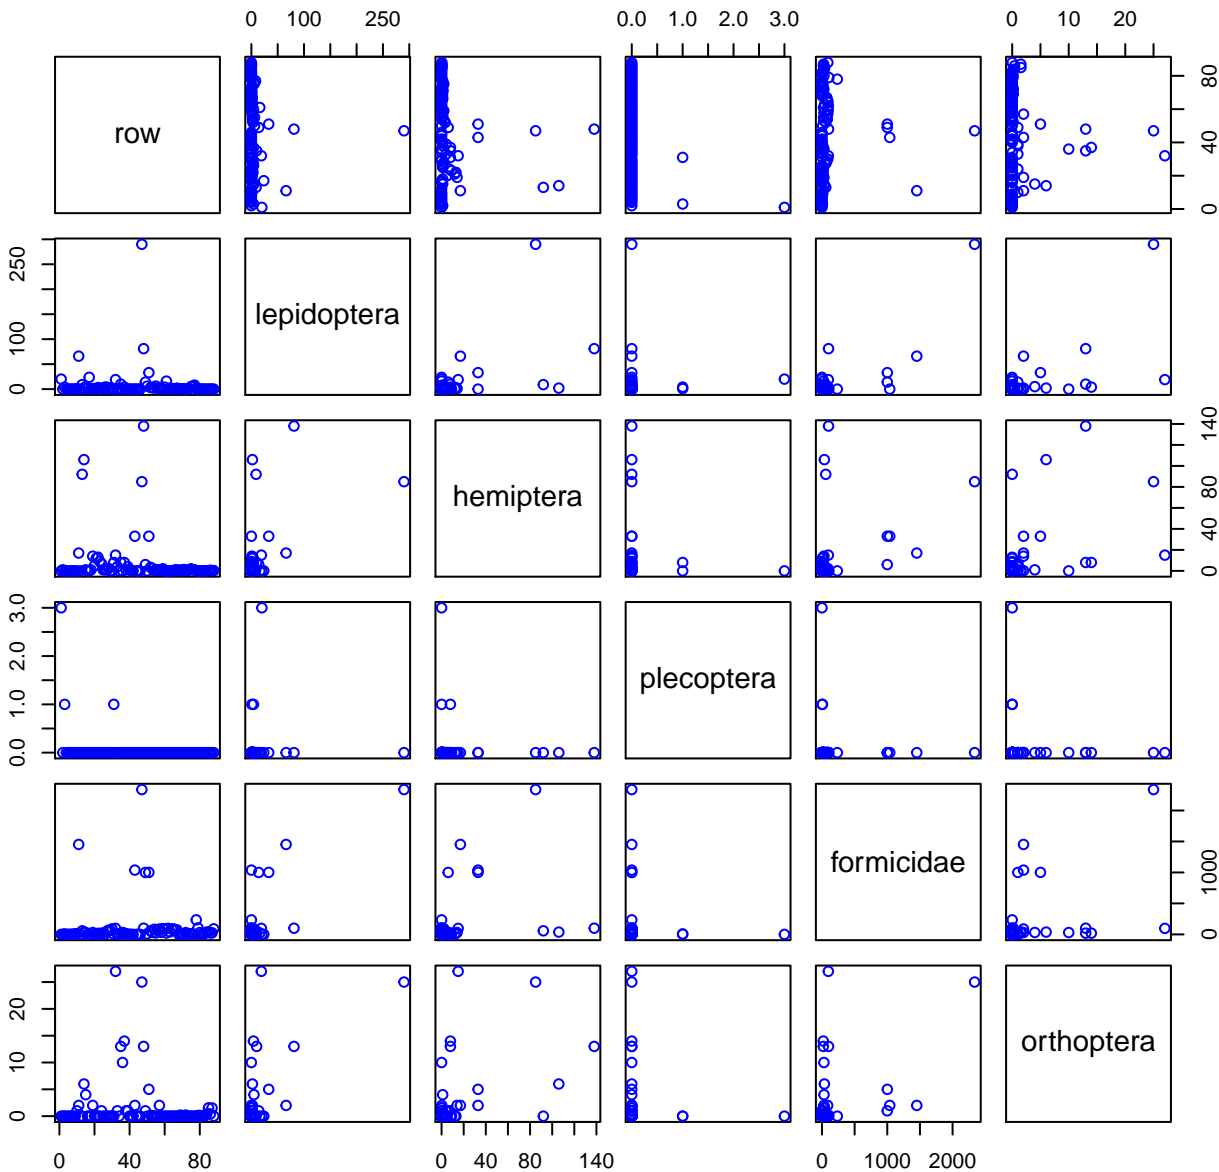 0 100 250 0.0 1.0 3.0 0 10 20
row 0 40 80
0 100 250 lepidoptera
hemiptera 0 40 80 140
0.0 1.0 2.0 3.0 plecoptera
formicidae 0 1000
0 10 20 orthoptera
0 40 80 0 40 80 140 0 1000 2000